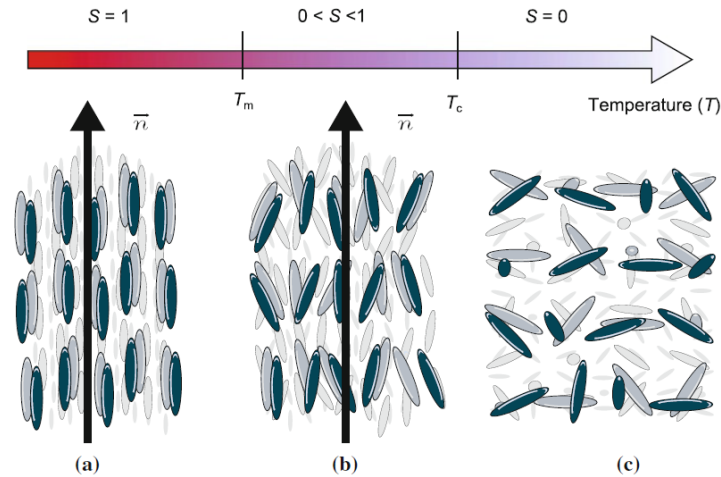 S = 1 0 < S <1 S = 0
Tm Tc Temperature (T)
n n
(a) (b) (c)